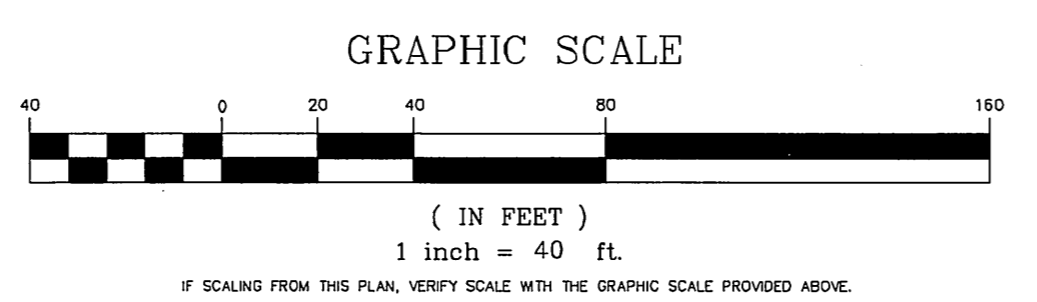 GRAPHIC SCALE
40 0 20 40 80 160
( IN FEET )
1 inch = 40 ft.
IF SCALING FROM THIS PLAN, VERIFY SCALE WITH THE GRAPHIC SCALE PROVIDED ABOVE.